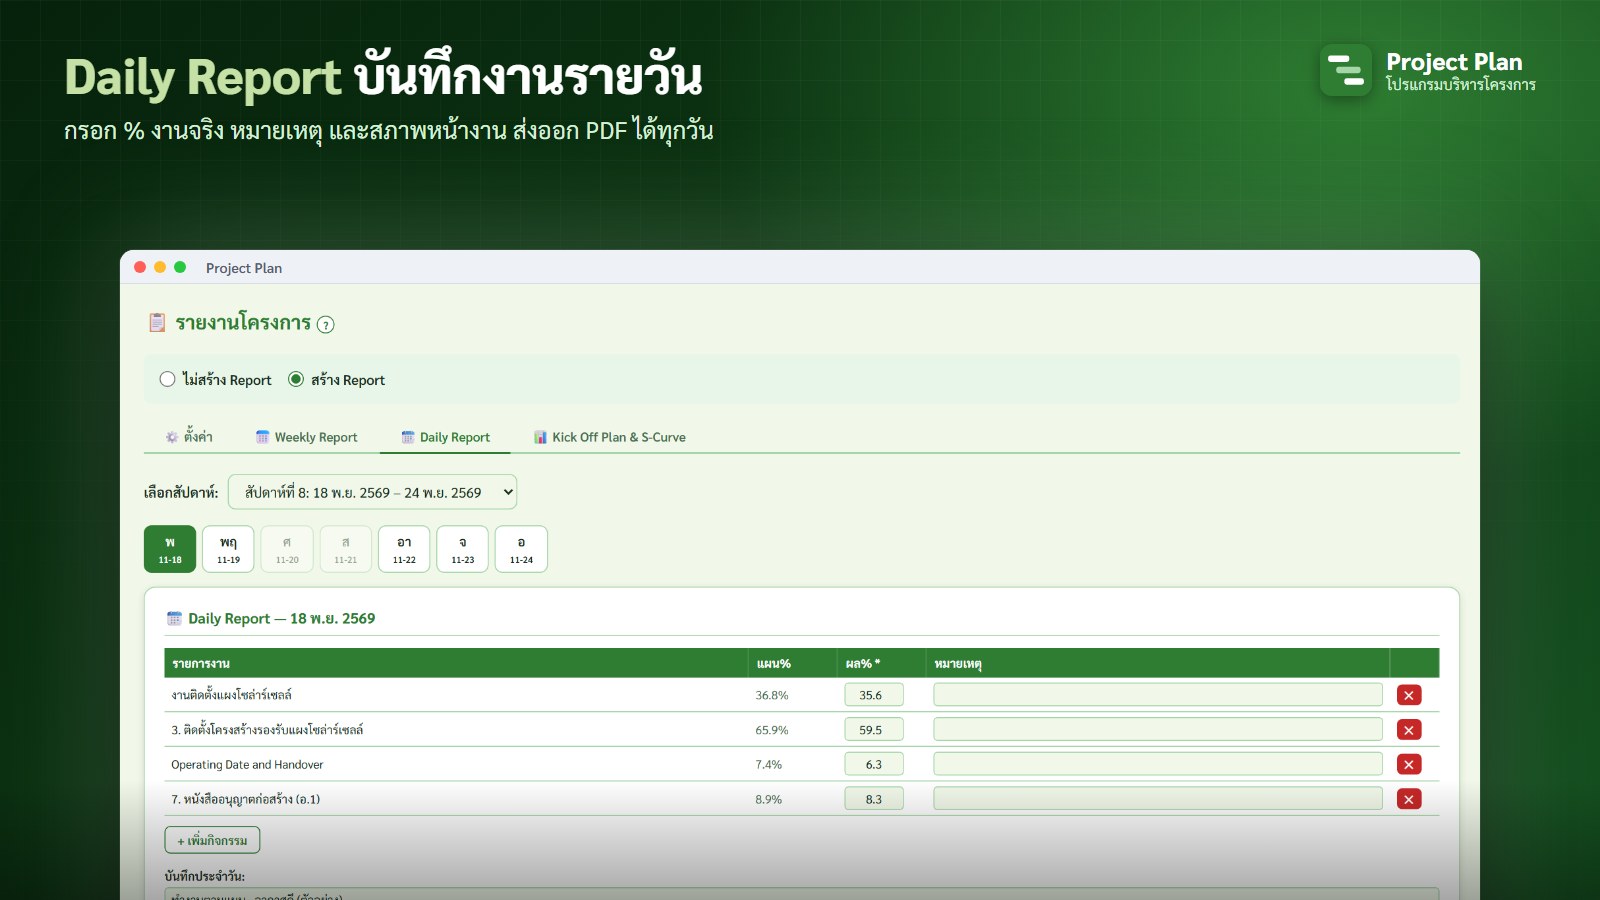 Daily Report บันทึกงานรายวัน
กรอก % งานจริง หมายเหตุ และสภาพหน้างาน ส่งออก PDF ได้ทุกวัน
Project Plan
โปรแกรมบริหารโครงการ
Project Plan
รายงานโครงการ ?
ไม่สร้าง Report สร้าง Report
ตั้งค่า Weekly Report Daily Report Kick Off Plan & S-Curve
เลือกสัปดาห์: สัปดาห์ที่ 8: 18 พ.ย. 2569 – 24 พ.ย. 2569
พ พฤ ศ ส อา จ อ
11-18 11-19 11-20 11-21 11-22 11-23 11-24
Daily Report — 18 พ.ย. 2569
รายการงาน แผน% ผล% * หมายเหตุ
งานติดตั้งแผงโซล่าร์เซลล์ 36.8% 35.6
3. ติดตั้งโครงสร้างรองรับแผงโซล่าร์เซลล์ 65.9% 59.5
Operating Date and Handover 7.4% 6.3
7. หนังสืออนุญาตก่อสร้าง (อ.1) 8.9% 8.3
+ เพิ่มกิจกรรม
บันทึกประจำวัน: